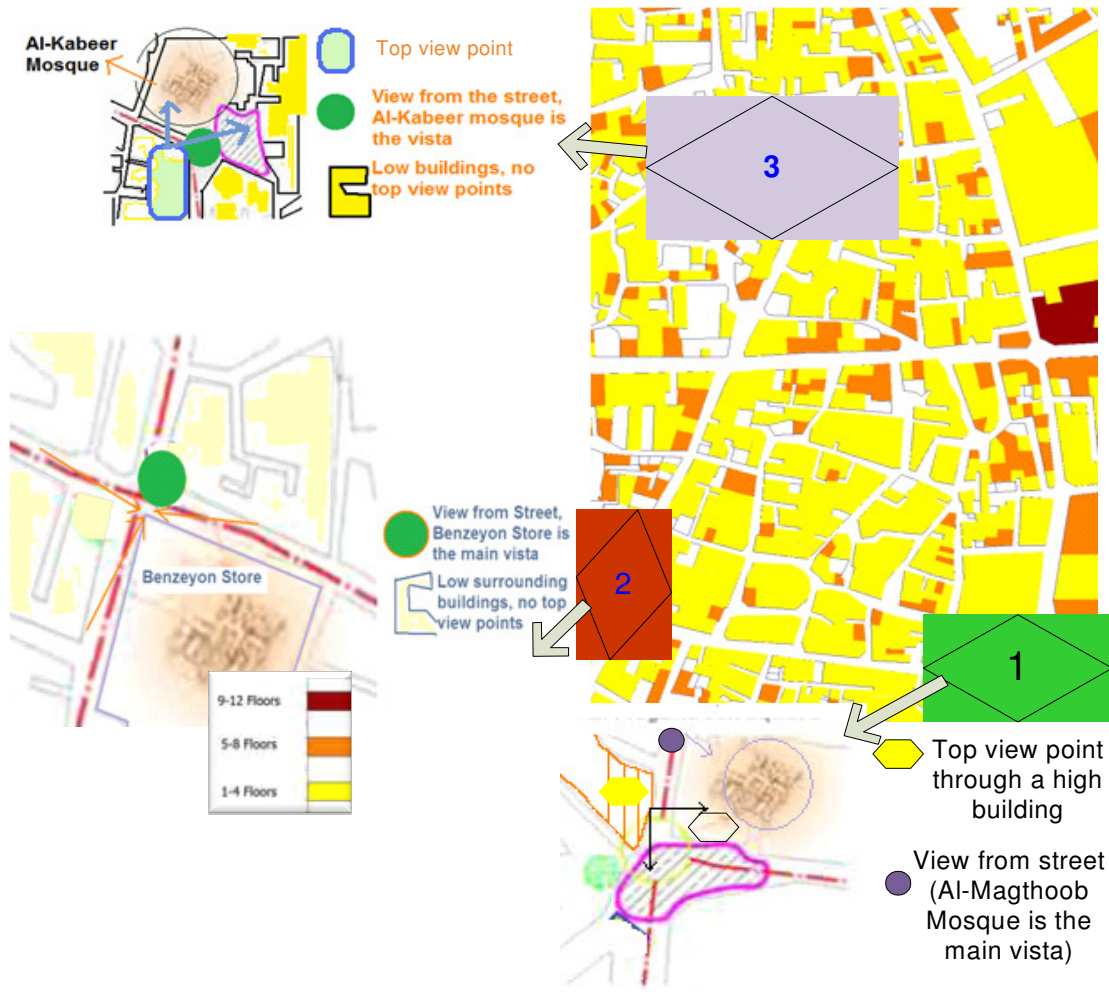 Al-Kabeer
Mosque
Top view point
View from the street,
Al-Kabeer mosque is
the vista
Low buildings, no
top view points
3
Benzeyon Store
View from Street,
Benzeyon Store is
the main vista
Low surrounding
buildings, no top
view points
2
1
9-12 Floors
5-8 Floors
1-4 Floors
Top view point
through a high
building
View from street
(Al-Magthoob
Mosque is the
main vista)